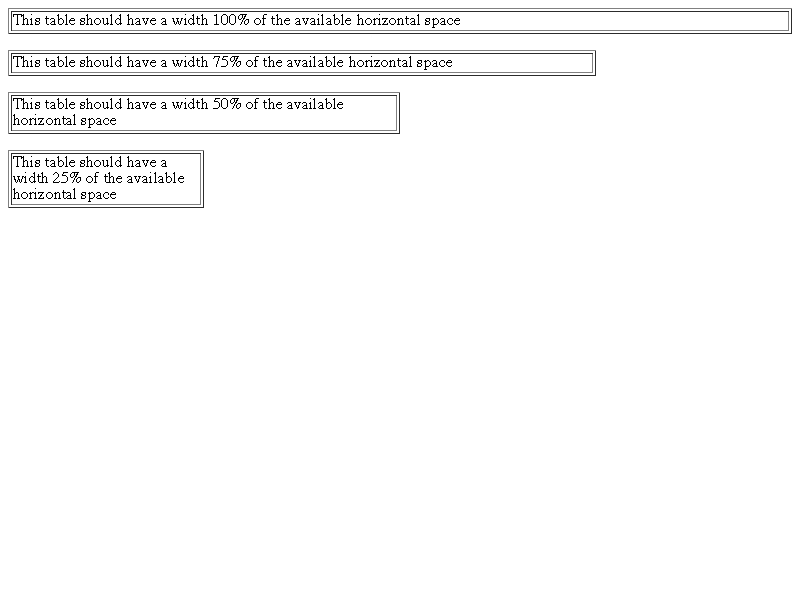 This table should have a width 100% of the available horizontal space
This table should have a width 75% of the available horizontal space
This table should have a width 50% of the available
horizontal space
This table should have a
width 25% of the available
horizontal space